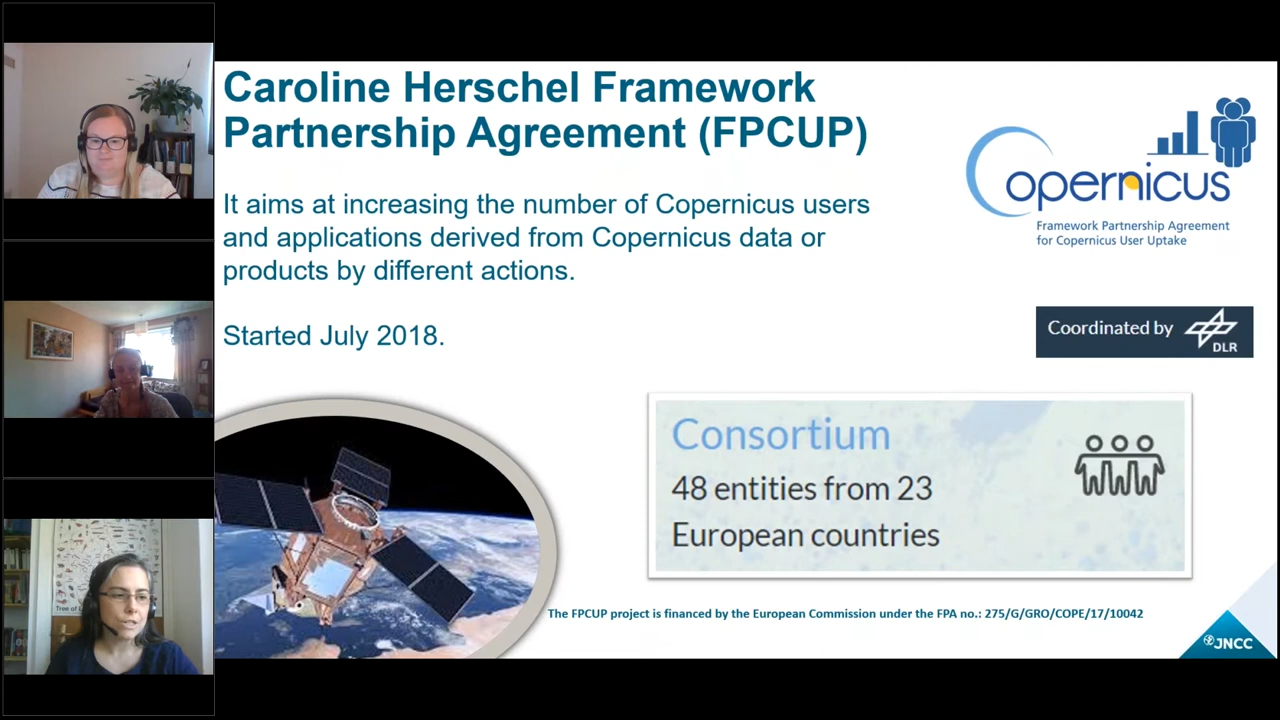 Caroline Herschel Framework
Partnership Agreement (FPCUP)
It aims at increasing the number of Copernicus users
and applications derived from Copernicus data or
products by different actions.
Started July 2018.
opernicus
Framework Partnership Agreement
for Copernicus User Uptake
Coordinated by
DLR
Consortium
48 entities from 23
European countries
The FPCUP project is financed by the European Commission under the FPA no.: 275/G/GRO/COPE/17/10042
JNCC
Tree of L